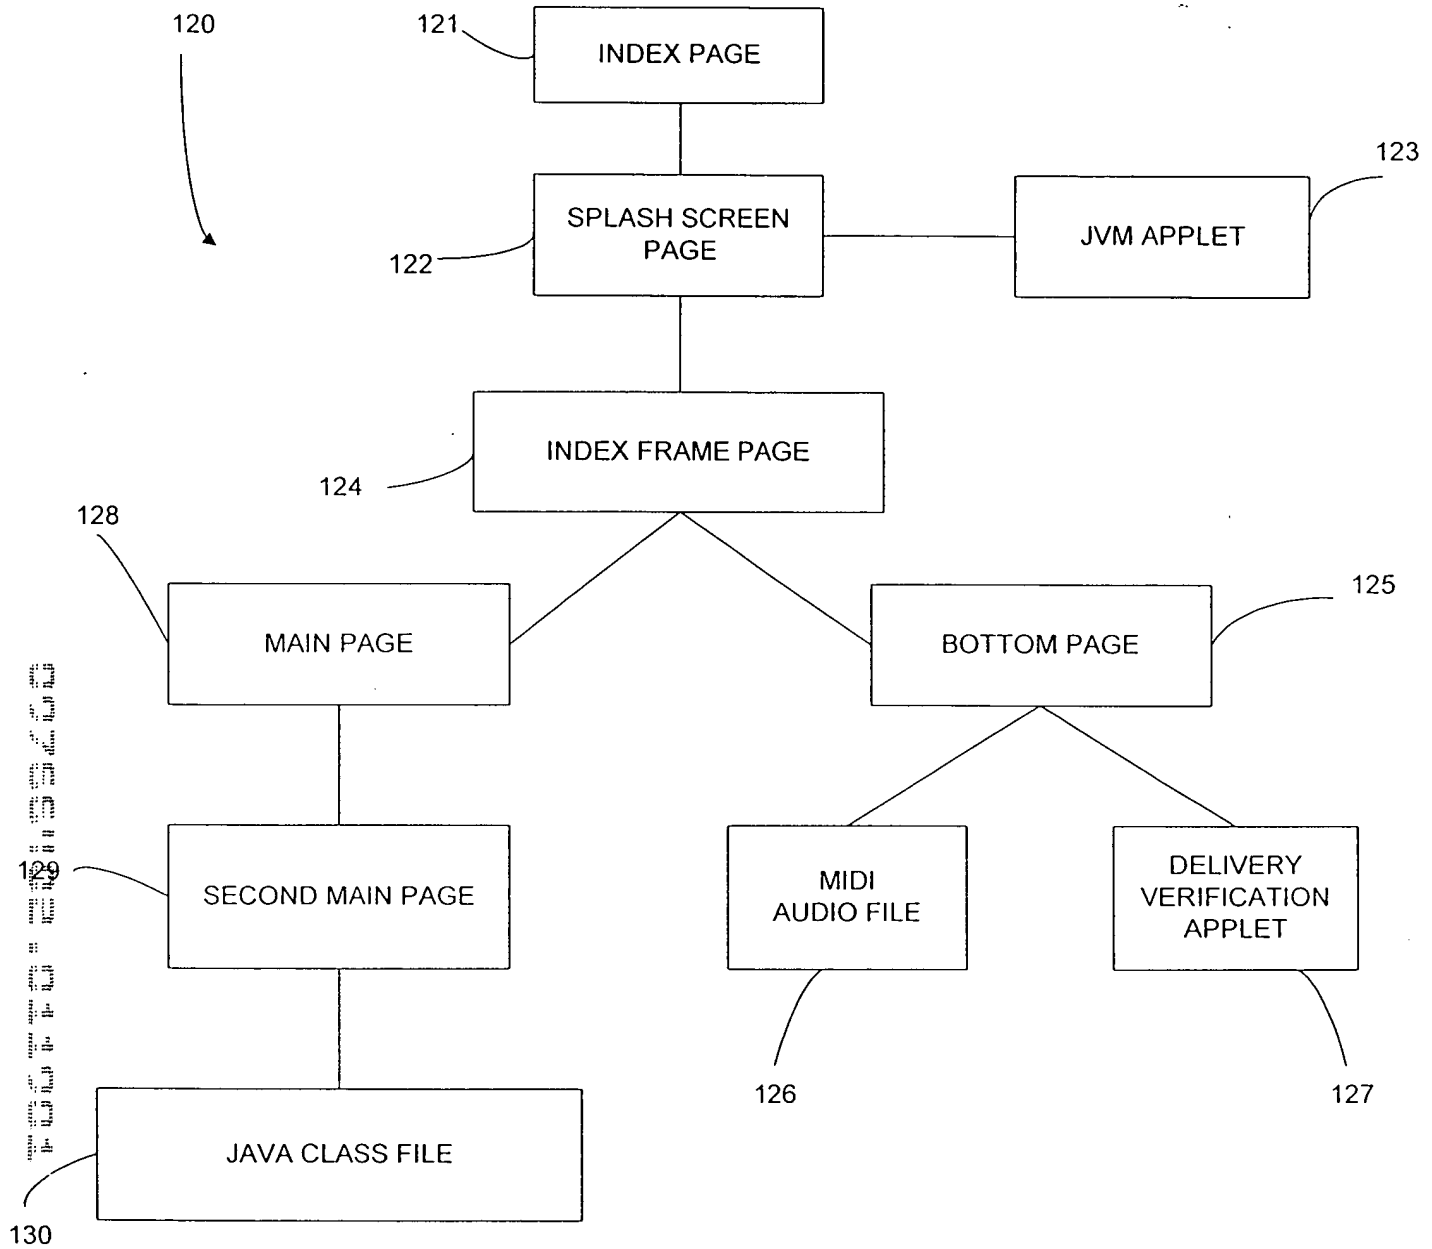 120
121
INDEX PAGE
123
SPLASH SCREEN
PAGE
JVM APPLET
122
INDEX FRAME PAGE
124
128
125
MAIN PAGE
BOTTOM PAGE
129
SECOND MAIN PAGE
MIDI
AUDIO FILE
DELIVERY
VERIFICATION
APPLET
126
127
JAVA CLASS FILE
130